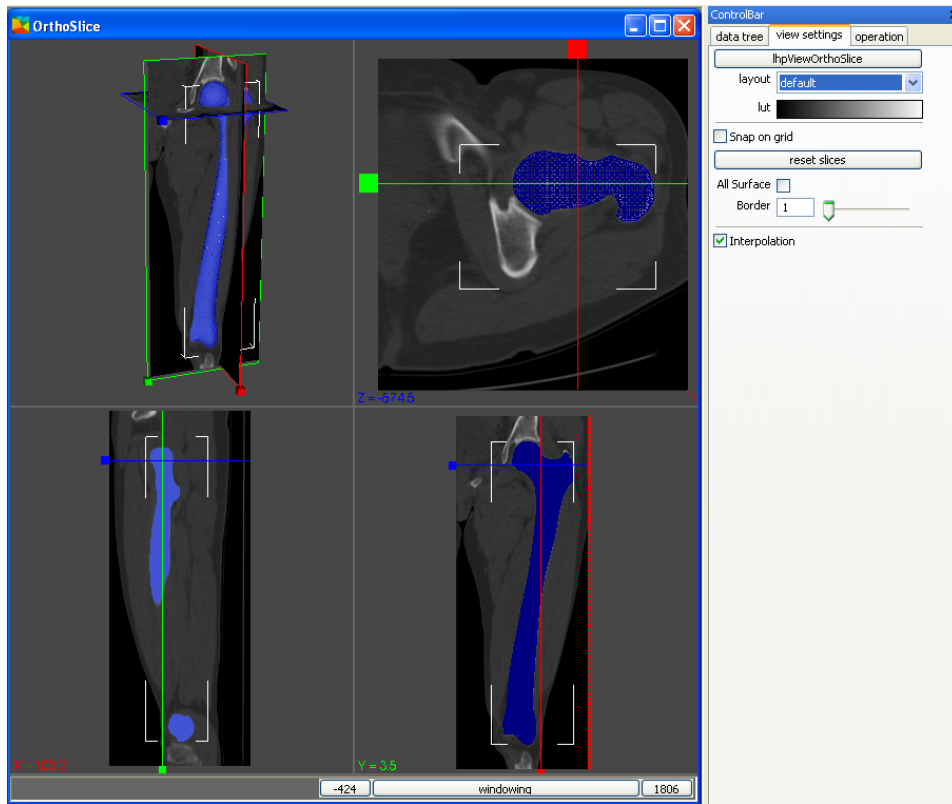 OrthoSlice
ControlBar
data tree view settings operation
lhpViewOrthoSlice
layout default
lut
Snap on grid
reset slices
All Surface
Border 1
Interpolation
Z = -574.5
Y = 3.5
-424 windowing 1806